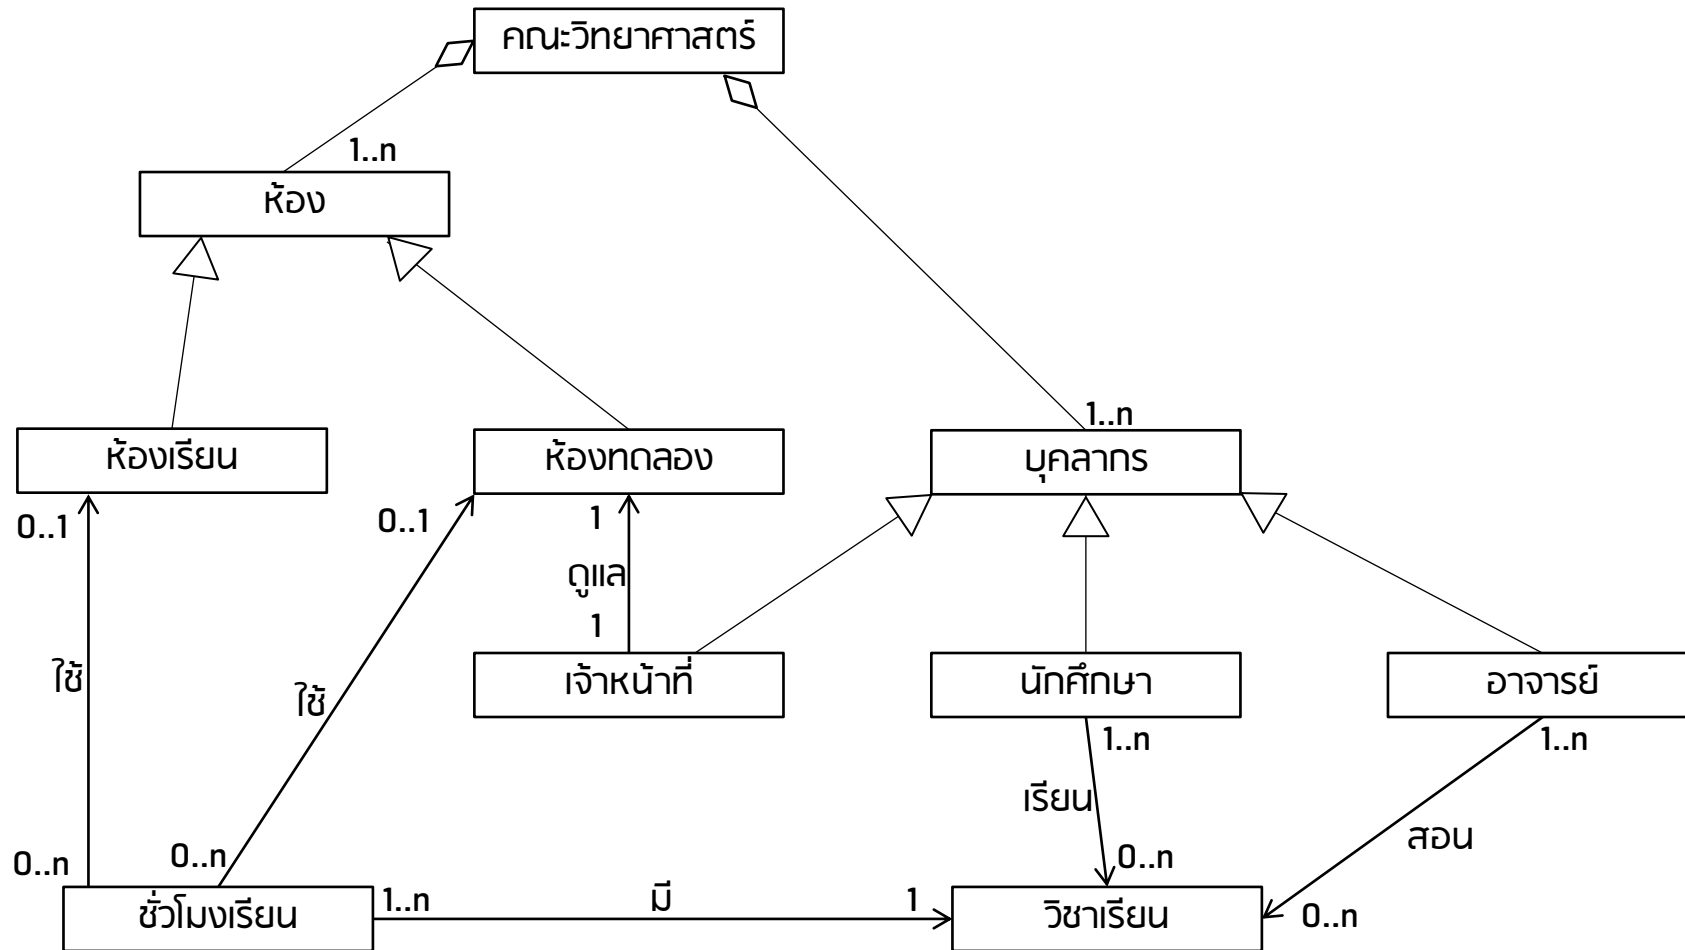 คณะวิทยาศาสตร์
1..n
ห้อง
1..n
ห้องเรียน
ห้องทดลอง
บุคลากร
0..1
0..1
1
ดูแล
1
ใช้
ใช้
เจ้าหน้าที่
นักศึกษา
อาจารย์
1..n
1..n
เรียน
สอน
0..n
0..n
0..n
0..n
ชั่วโมงเรียน
1..n
มี
1
วิชาเรียน